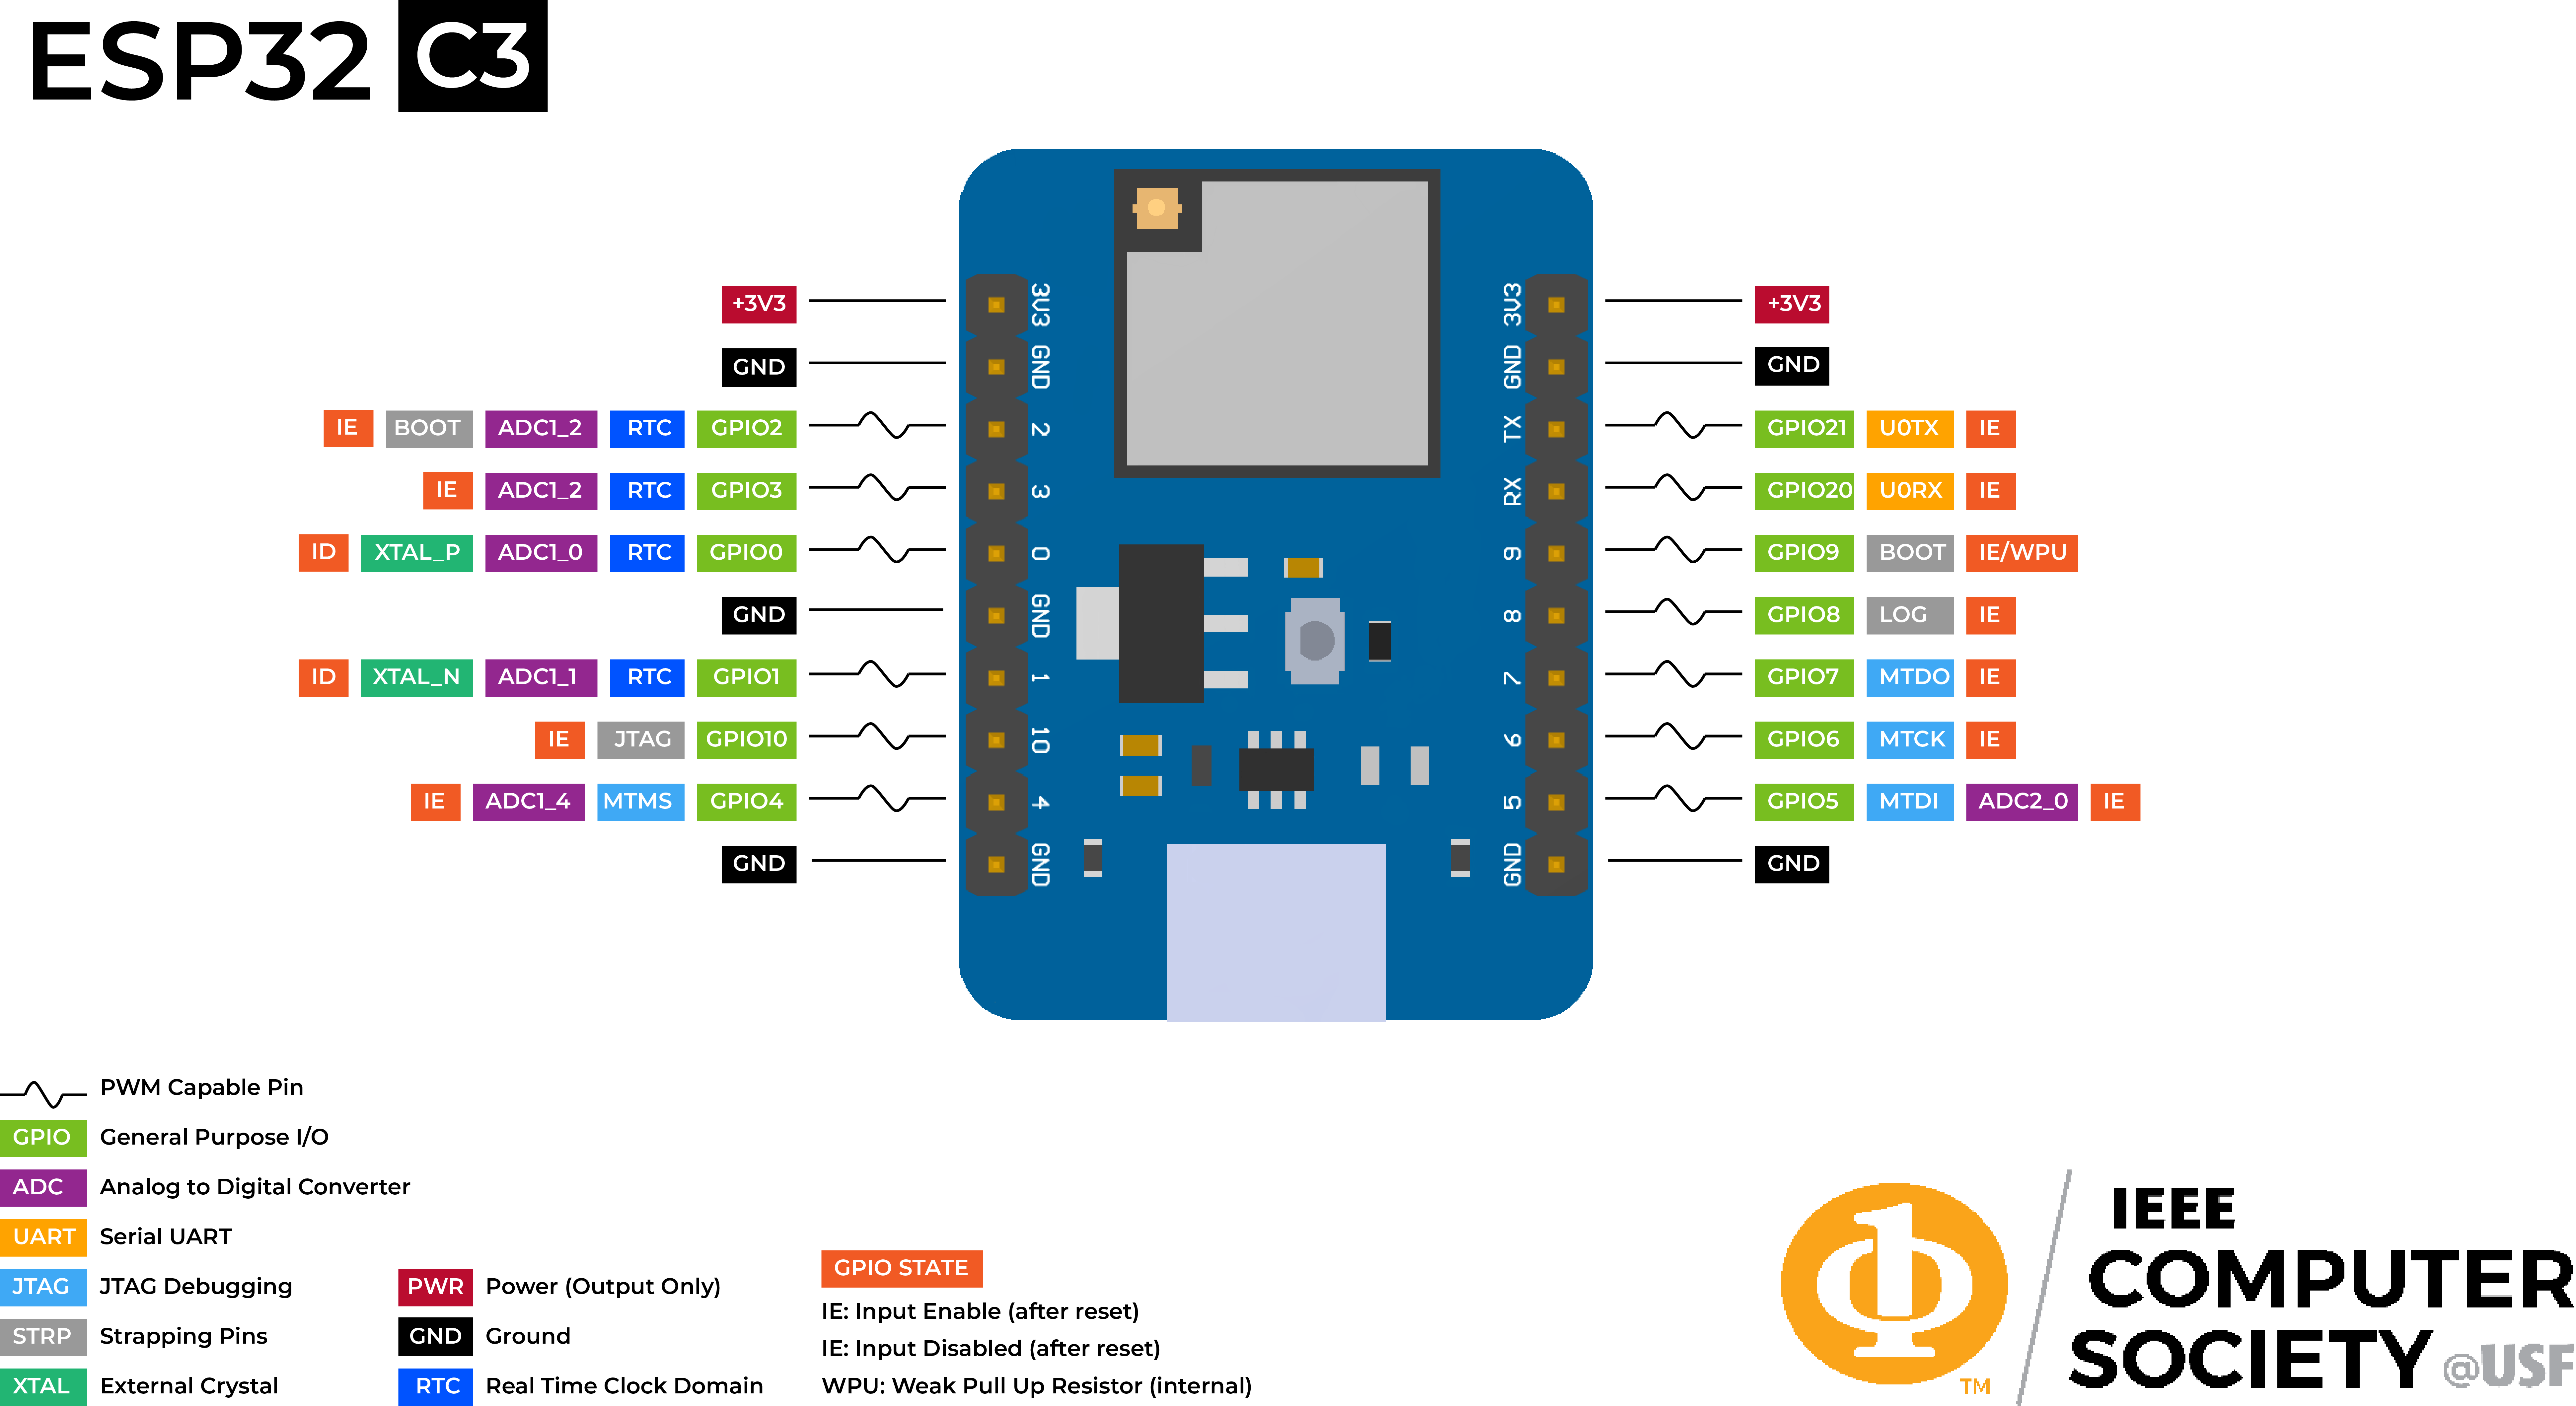 ESP32 C3
+3V3 3V3 3V3 +3V3
GND GND GND GND
IE BOOT ADC1_2 RTC GPIO2 2 TX GPIO21 U0TX IE
IE ADC1_2 RTC GPIO3 3 RX GPIO20 U0RX IE
ID XTAL_P ADC1_0 RTC GPIO0 0 9 GPIO9 BOOT IE/WPU
GND GND 8 GPIO8 LOG IE
ID XTAL_N ADC1_1 RTC GPIO1 1 7 GPIO7 MTDO IE
IE JTAG GPIO10 10 6 GPIO6 MTCK IE
IE ADC1_4 MTMS GPIO4 4 5 GPIO5 MTDI ADC2_0 IE
GND GND GND GND
PWM Capable Pin
GPIO General Purpose I/O
ADC Analog to Digital Converter
UART Serial UART
JTAG JTAG Debugging
STRP Strapping Pins
XTAL External Crystal
PWR Power (Output Only)
GND Ground
RTC Real Time Clock Domain
GPIO STATE
IE: Input Enable (after reset)
IE: Input Disabled (after reset)
WPU: Weak Pull Up Resistor (internal)
TM
IEEE
COMPUTER
SOCIETY @USF